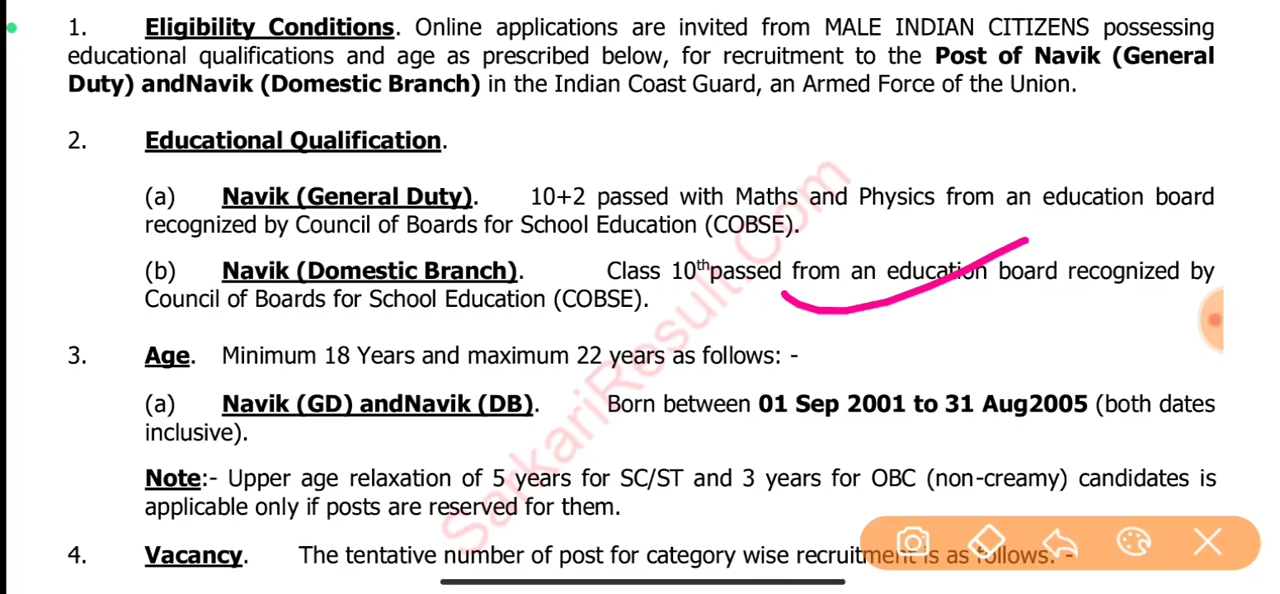 1. Eligibility Conditions. Online applications are invited from MALE INDIAN CITIZENS possessing
educational qualifications and age as prescribed below, for recruitment to the Post of Navik (General
Duty) andNavik (Domestic Branch) in the Indian Coast Guard, an Armed Force of the Union.
2. Educational Qualification.
(a) Navik (General Duty). 10+2 passed with Maths and Physics from an education board
recognized by Council of Boards for School Education (COBSE).
(b) Navik (Domestic Branch). Class 10thpassed from an education board recognized by
Council of Boards for School Education (COBSE).
3. Age. Minimum 18 Years and maximum 22 years as follows: -
(a) Navik (GD) andNavik (DB). Born between 01 Sep 2001 to 31 Aug2005 (both dates
inclusive).
Note:- Upper age relaxation of 5 years for SC/ST and 3 years for OBC (non-creamy) candidates is
applicable only if posts are reserved for them.
4. Vacancy. The tentative number of post for category wise recruitment is as follows: -
SarkariResult.Com